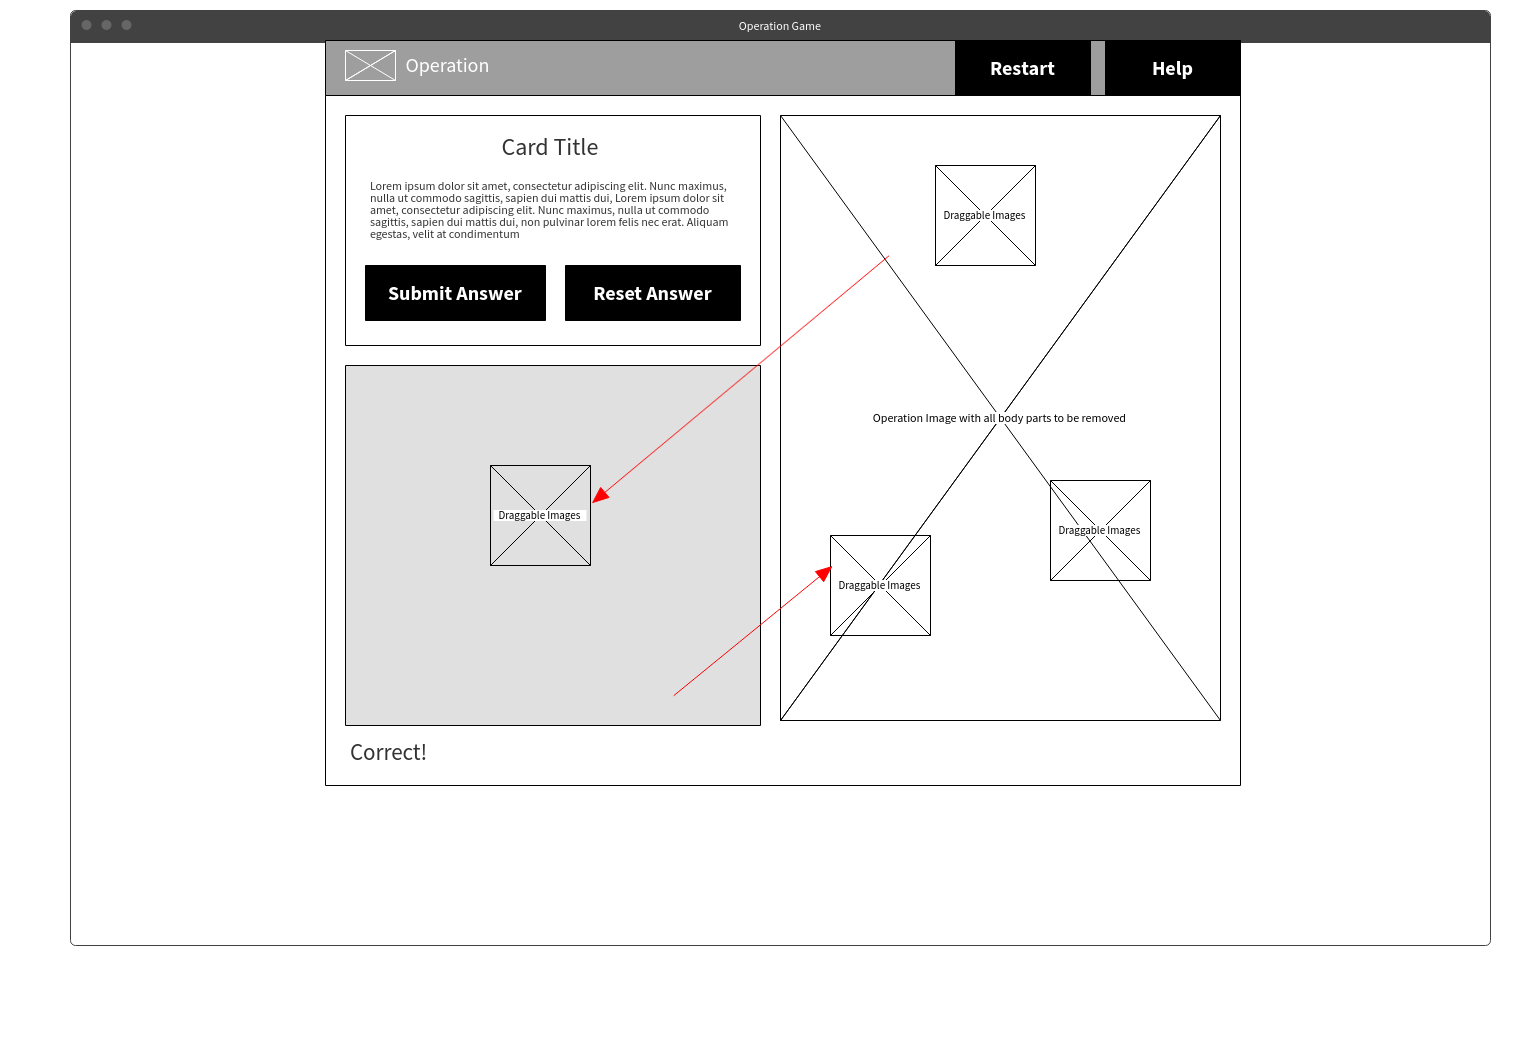 Operation Game
Operation
Restart
Help
Card Title
Lorem ipsum dolor sit amet, consectetur adipiscing elit. Nunc maximus,
nulla ut commodo sagittis, sapien dui mattis dui, Lorem ipsum dolor sit
amet, consectetur adipiscing elit. Nunc maximus, nulla ut commodo
sagittis, sapien dui mattis dui, non pulvinar lorem felis nec erat. Aliquam
egestas, velit at condimentum
Submit Answer
Reset Answer
Draggable Images
Operation Image with all body parts to be removed
Draggable Images
Draggable Images
Draggable Images
Correct!